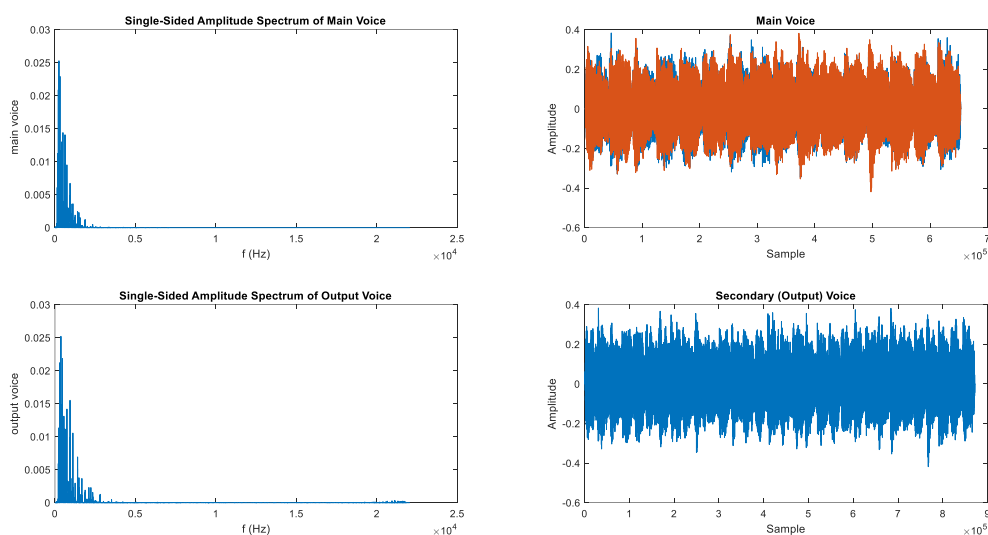 Single-Sided Amplitude Spectrum of Main Voice
0.03
0.025
0.02
0.015
0.01
0.005
0
main voice
0 0.5 1 1.5 2 2.5
f (Hz)
×10^4
Main Voice
0.4
0.2
0
-0.2
-0.4
-0.6
Amplitude
0 1 2 3 4 5 6 7
Sample
×10^5
Single-Sided Amplitude Spectrum of Output Voice
0.03
0.025
0.02
0.015
0.01
0.005
0
output voice
0 0.5 1 1.5 2 2.5
f (Hz)
×10^4
Secondary (Output) Voice
0.4
0.2
0
-0.2
-0.4
-0.6
Amplitude
0 1 2 3 4 5 6 7 8 9
Sample
×10^5